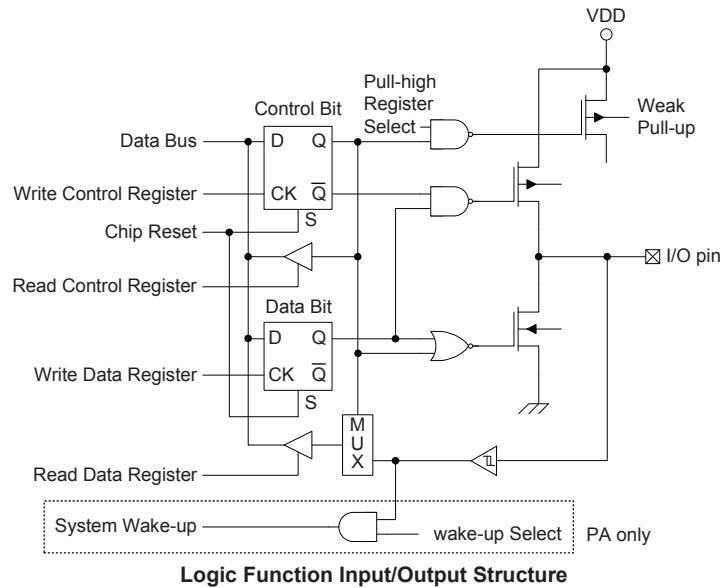 VDD
Pull-high
Register
Select
Weak
Pull-up
Control Bit
Data Bus
D
Q
Write Control Register
CK
Q
S
Chip Reset
I/O pin
Read Control Register
Data Bit
D
Q
Write Data Register
CK
Q
S
M
U
X
Read Data Register
System Wake-up
wake-up Select
PA only
Logic Function Input/Output Structure